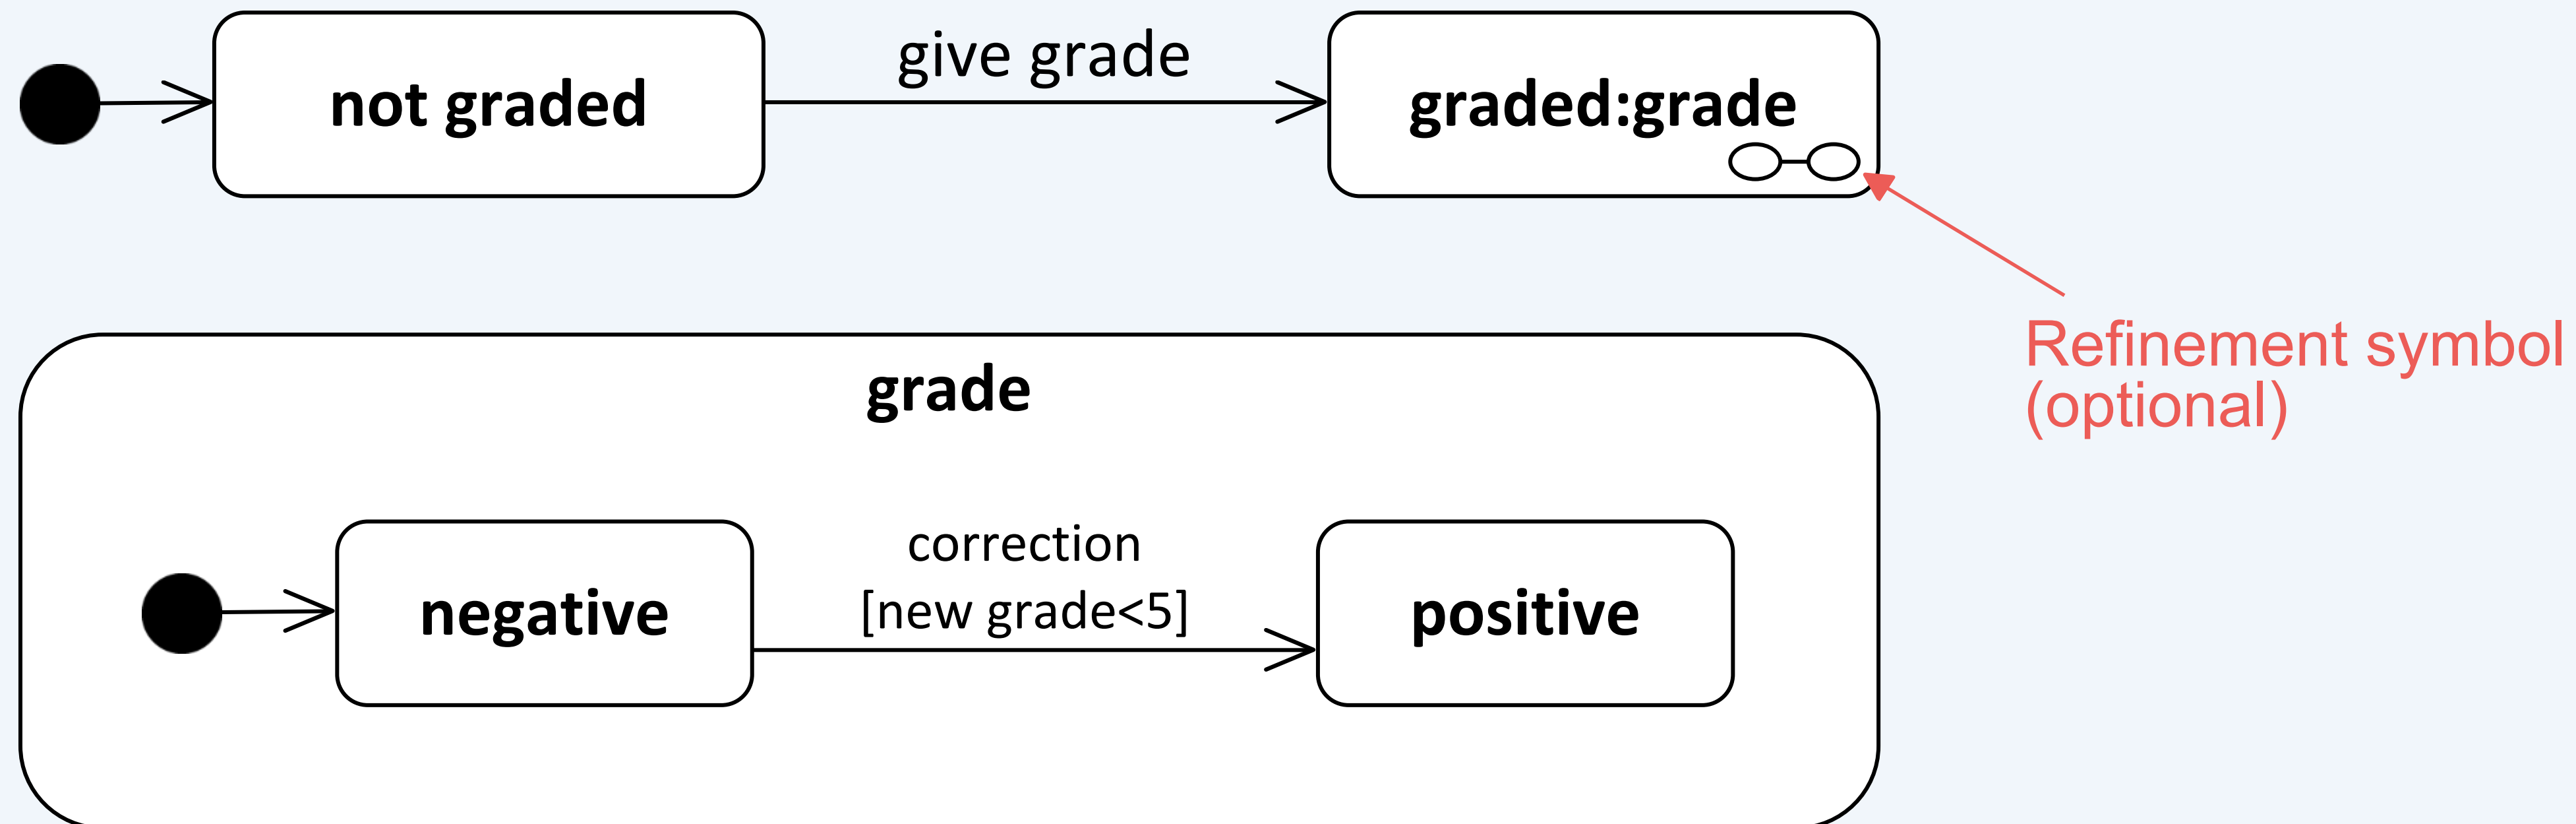 not graded
give grade
graded:grade
Refinement symbol
(optional)
grade
negative
correction
[new grade<5]
positive